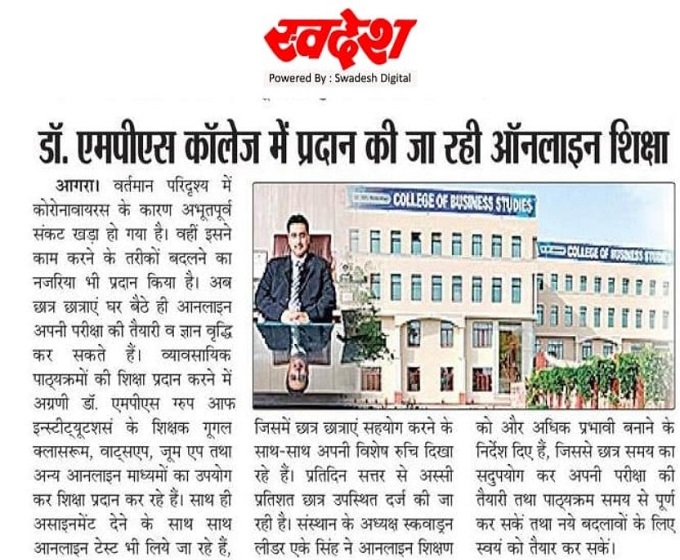 स्वदेश
Powered By : Swadesh Digital
डॉ. एमपीएस कॉलेज में प्रदान की जा रही ऑनलाइन शिक्षा
आगरा। वर्तमान परिदृश्य में
कोरोनावायरस के कारण अभूतपूर्व
संकट खड़ा हो गया है। वहीं इसने
काम करने के तरीकों बदलने का
नजरिया भी प्रदान किया है। अब
छात्र छात्राएं घर बैठे ही आनलाइन
अपनी परीक्षा की तैयारी व ज्ञान वृद्धि
कर सकते हैं। व्यावसायिक
पाठ्यक्रमों की शिक्षा प्रदान करने में
अग्रणी डॉ. एमपीएस ग्रुप आफ
इन्स्टीट्यूटशसं के शिक्षक गूगल
क्लासरूम, वाट्सएप, जूम एप तथा
अन्य आनलाइन माध्यमों का उपयोग
कर शिक्षा प्रदान कर रहे हैं। साथ ही
असाइनमेंट देने के साथ साथ
आनलाइन टेस्ट भी लिये जा रहे हैं,
COLLEGE OF BUSINESS STUDIES
COLLEGE OF BUSINESS STUDIES
जिसमें छात्र छात्राएं सहयोग करने के
साथ-साथ अपनी विशेष रुचि दिखा
रहे हैं। प्रतिदिन सत्तर से अस्सी
प्रतिशत छात्र उपस्थित दर्ज की जा
रही है। संस्थान के अध्यक्ष स्कवाड्रन
लीडर एके सिंह ने आनलाइन शिक्षण
को और अधिक प्रभावी बनाने के
निर्देश दिए हैं, जिससे छात्र समय का
सदुपयोग कर अपनी परीक्षा की
तैयारी तथा पाठ्यक्रम समय से पूर्ण
कर सकें तथा नये बदलावों के लिए
स्वयं को तैयार कर सकें।